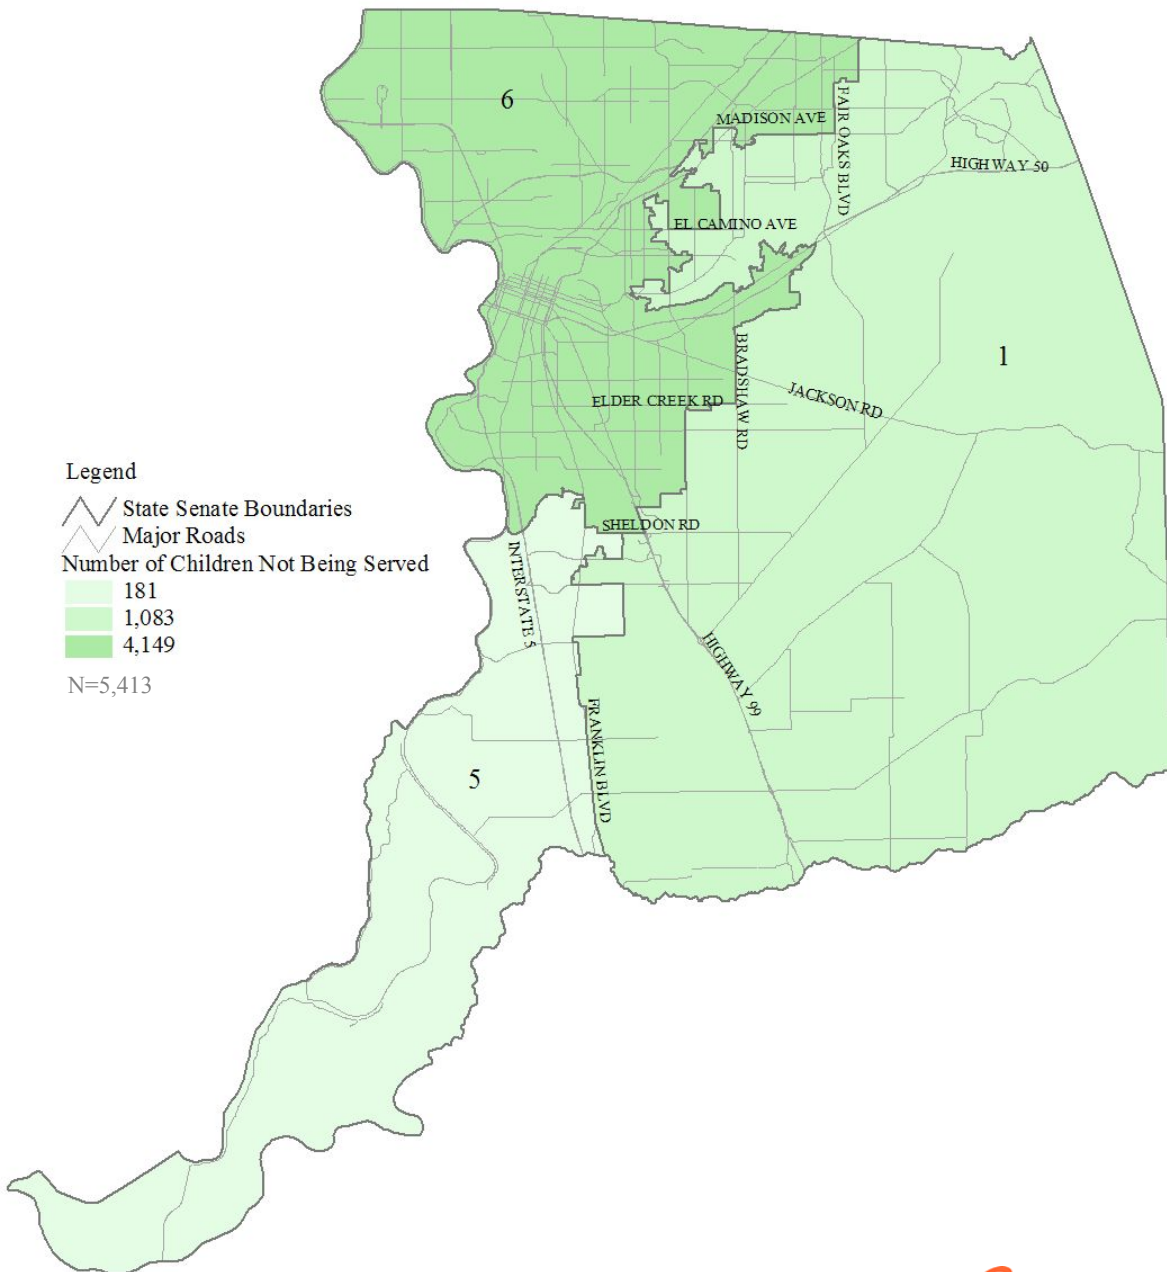 6
MADISON AVE
FAIR OAKS BLVD
HIGHWAY 50
EL CAMINO AVE
1
BRADSHAW RD
JACKSON RD
ELDER CREEK RD
Legend
State Senate Boundaries
Major Roads
Number of Children Not Being Served
181
1,083
4,149
N=5,413
SHELDON RD
INTERSTATE 5
HIGHWAY 99
FRANKLIN BLVD
5